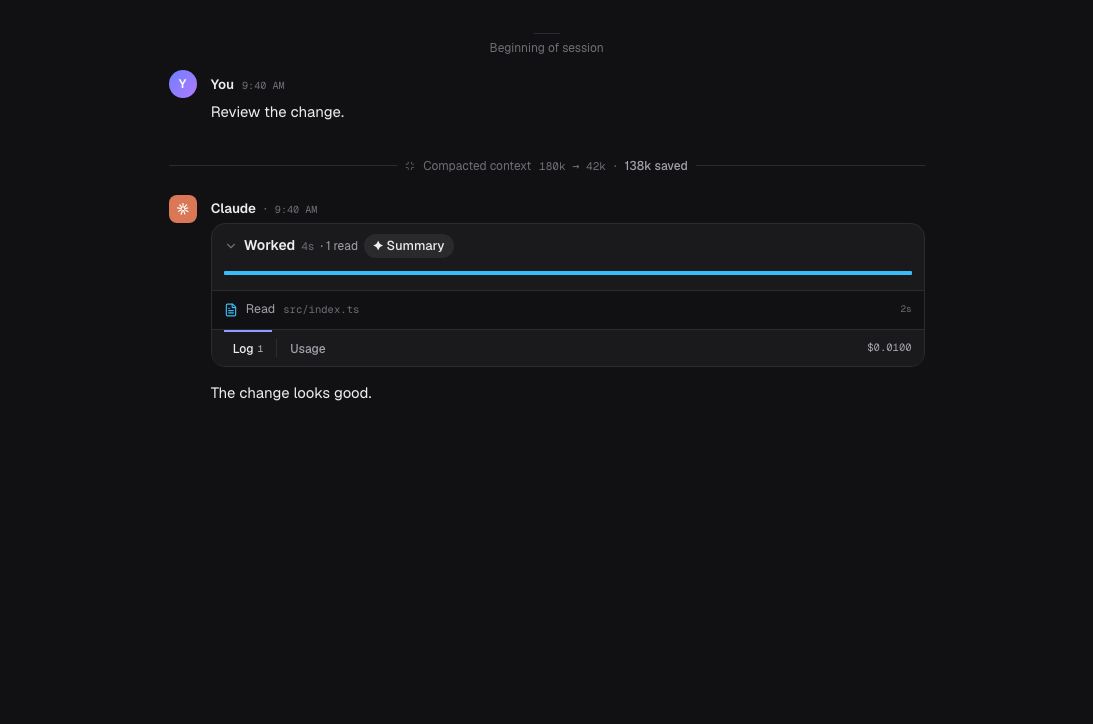 Beginning of session
Y You 9:40 AM
Review the change.
Compacted context 180k → 42k · 138k saved
Claude · 9:40 AM
Worked 4s · 1 read Summary
Read src/index.ts 2s
Log 1 Usage $0.0100
The change looks good.